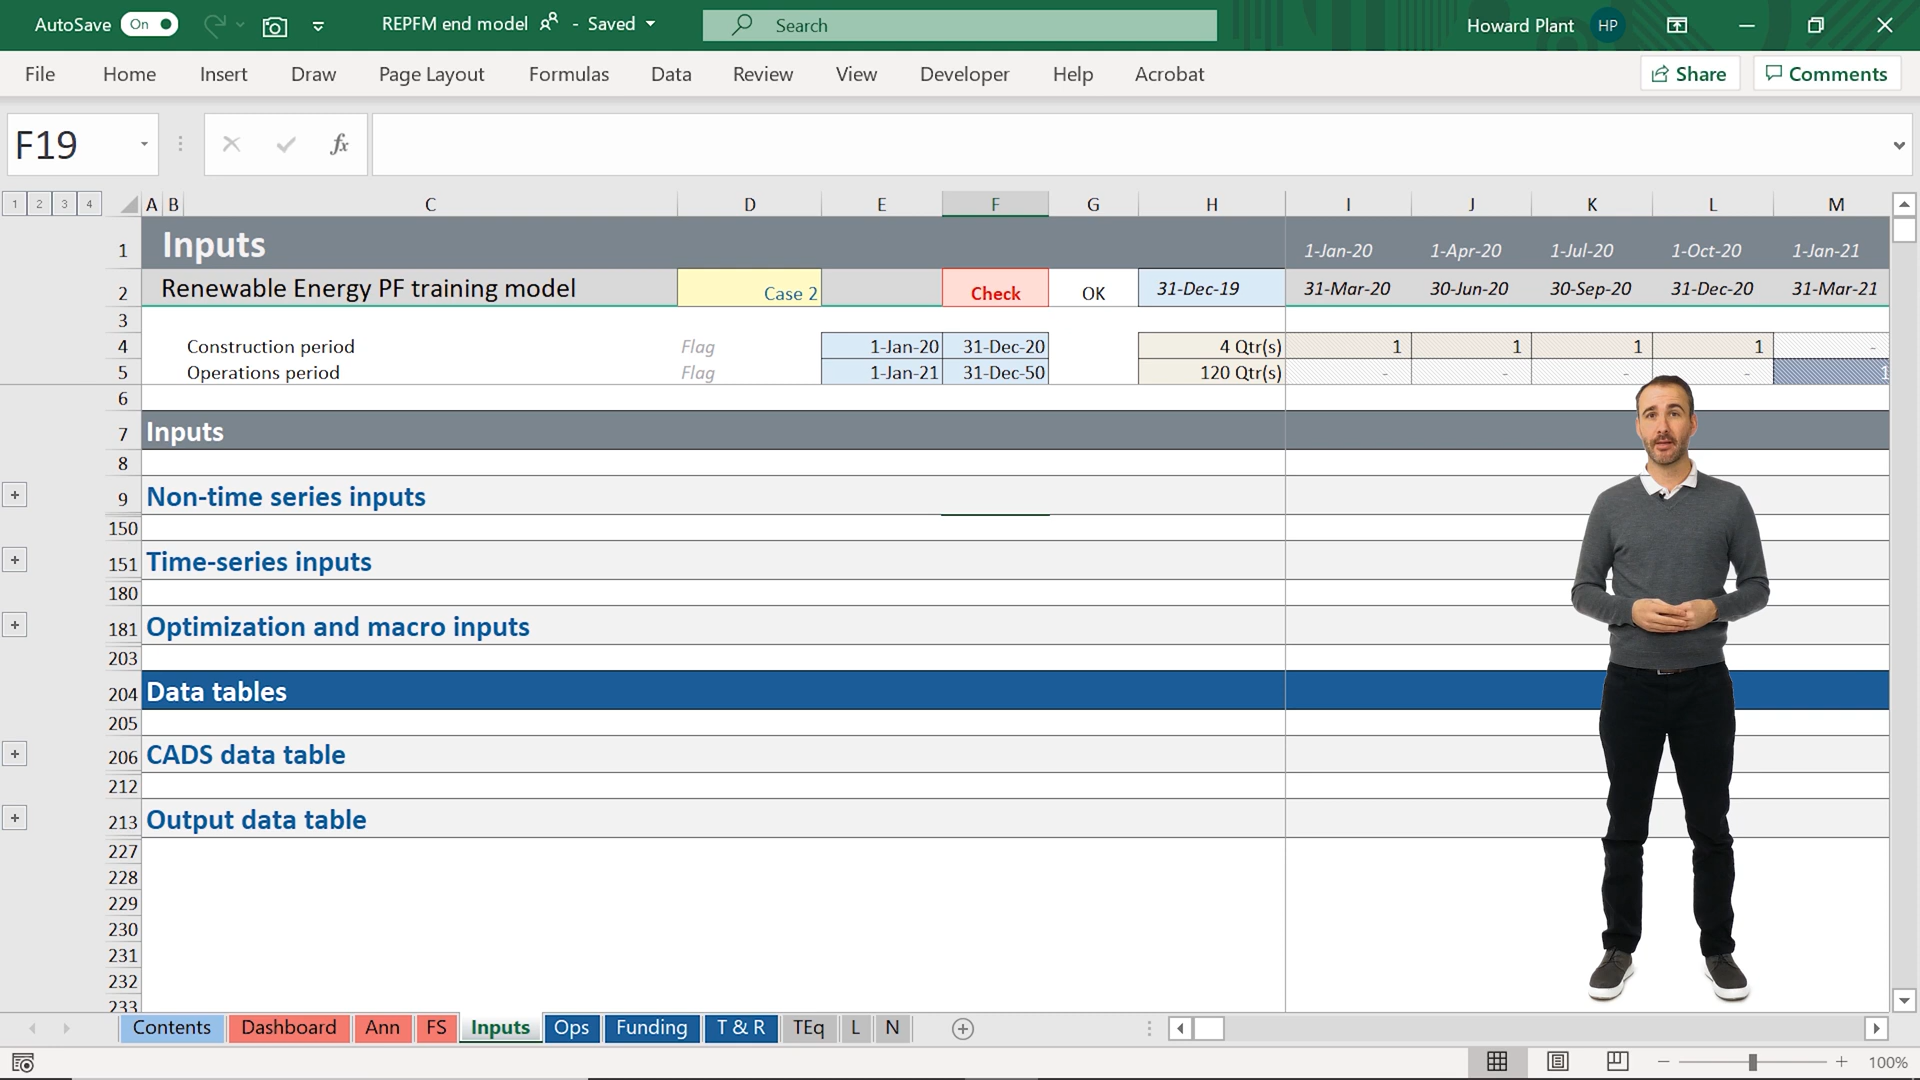 AutoSave On REPFM end model - Saved Search Howard Plant HP
File Home Insert Draw Page Layout Formulas Data Review View Developer Help Acrobat Share Comments
F19 fx
1 2 3 4 A B C D E F G H I J K L M
1 Inputs 1-Jan-20 1-Apr-20 1-Jul-20 1-Oct-20 1-Jan-21
2 Renewable Energy PF training model Case 2 Check OK 31-Dec-19 31-Mar-20 30-Jun-20 30-Sep-20 31-Dec-20 31-Mar-21
3
4 Construction period Flag 1-Jan-20 31-Dec-20 4 Qtr(s) 1 1 1 1 -
5 Operations period Flag 1-Jan-21 31-Dec-50 120 Qtr(s) - - - - 1
6
7 Inputs
8
9 Non-time series inputs
150
151 Time-series inputs
180
181 Optimization and macro inputs
203
204 Data tables
205
206 CADS data table
212
213 Output data table
227
228
229
230
231
232
233
Contents Dashboard Ann FS Inputs Ops Funding T & R TEq L N
100%